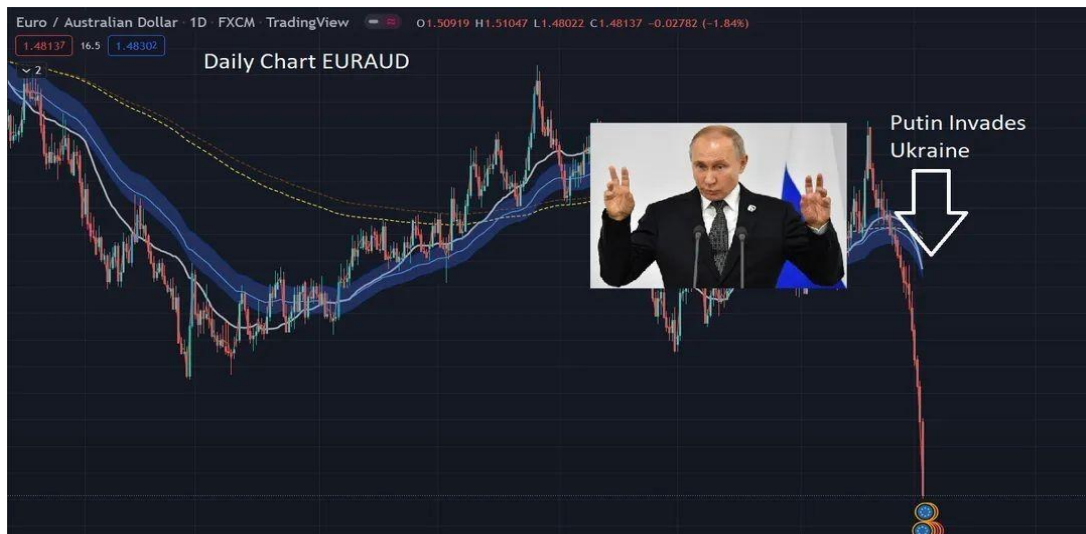 Euro / Australian Dollar · 1D · FXCM · TradingView O1.50919 H1.51047 L1.48022 C1.48137 −0.02782 (−1.84%)
1.48137 16.5 1.48302
2
Daily Chart EURAUD
Putin Invades
Ukraine